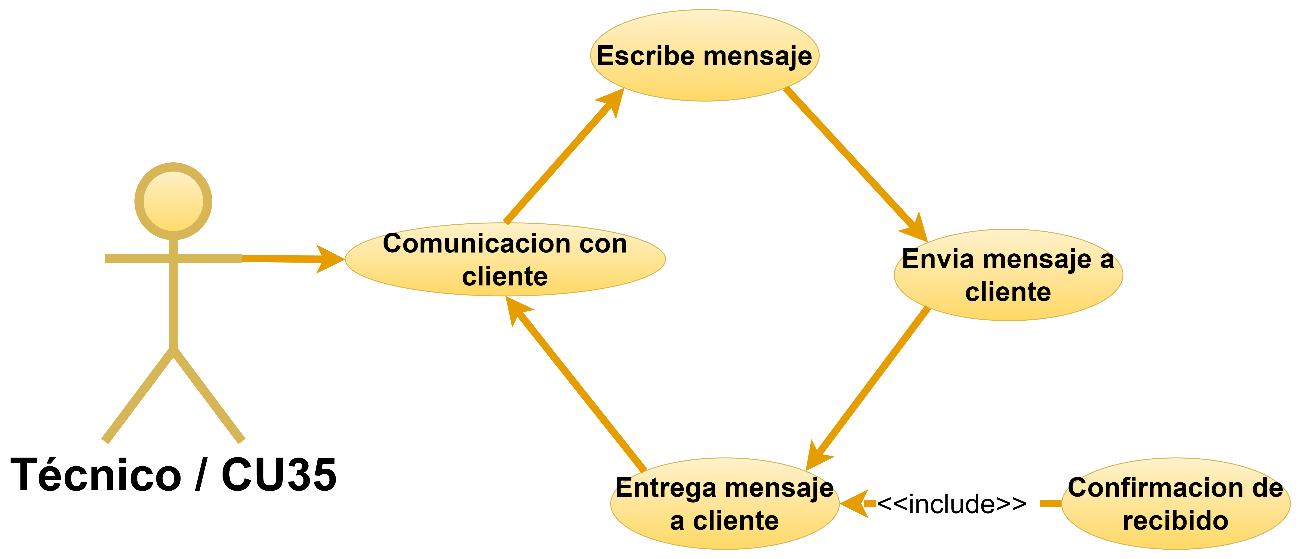 Escribe mensaje
Comunicacion con
cliente
Envia mensaje a
cliente
Técnico / CU35
Entrega mensaje
a cliente
<<include>>
Confirmacion de
recibido